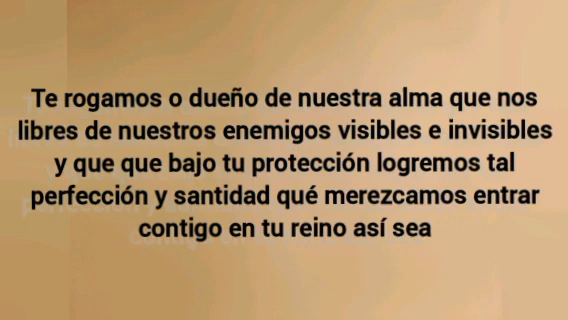 Te rogamos o dueño de nuestra alma que nos
libres de nuestros enemigos visibles e invisibles
y que que bajo tu protección logremos tal
perfección y santidad qué merezcamos entrar
contigo en tu reino así sea